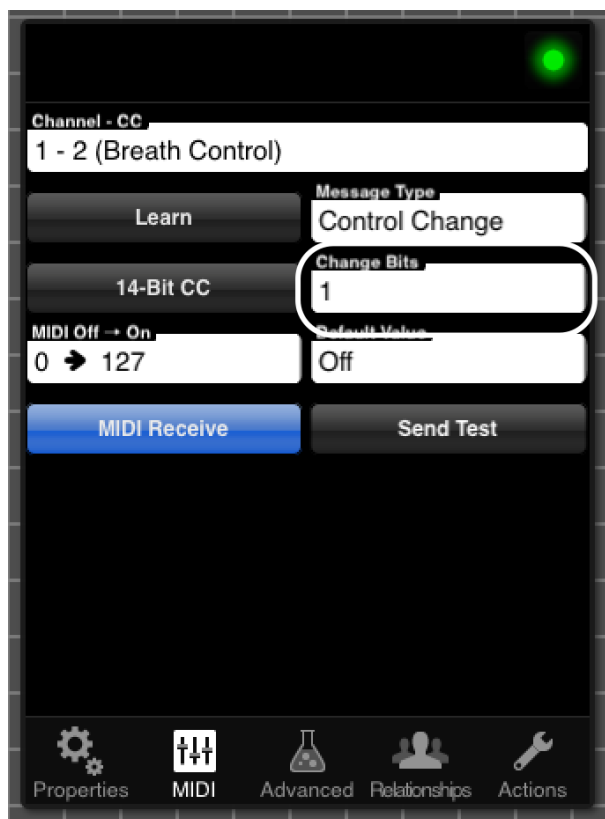 Channel - CC
1 - 2 (Breath Control)
Learn
Message Type
Control Change
14-Bit CC
Change Bits
1
MIDI Off → On
0 ➔ 127
Default Value
Off
MIDI Receive
Send Test
Properties
MIDI
Advanced
Relationships
Actions